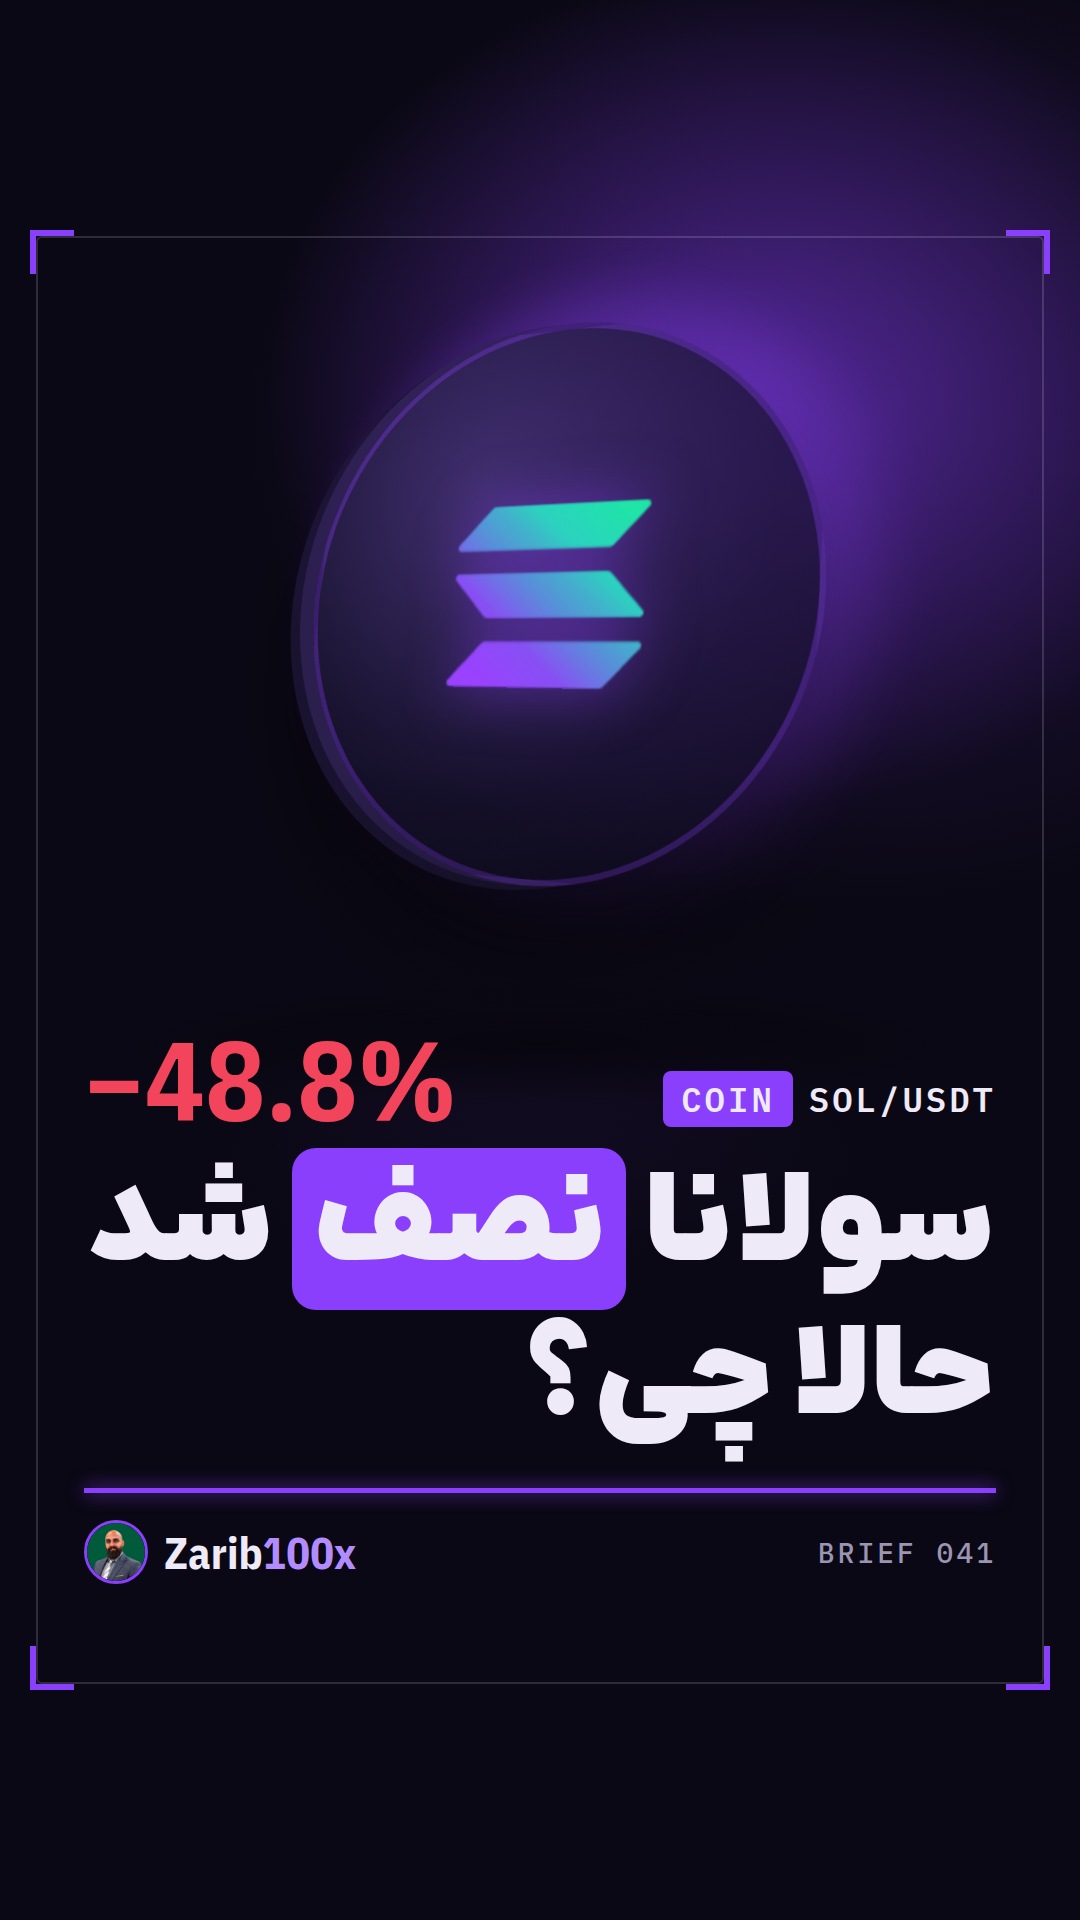 −48.8%
COIN SOL/USDT
سولانا نصف شد
حالا چی؟
Zarib100x
BRIEF 041